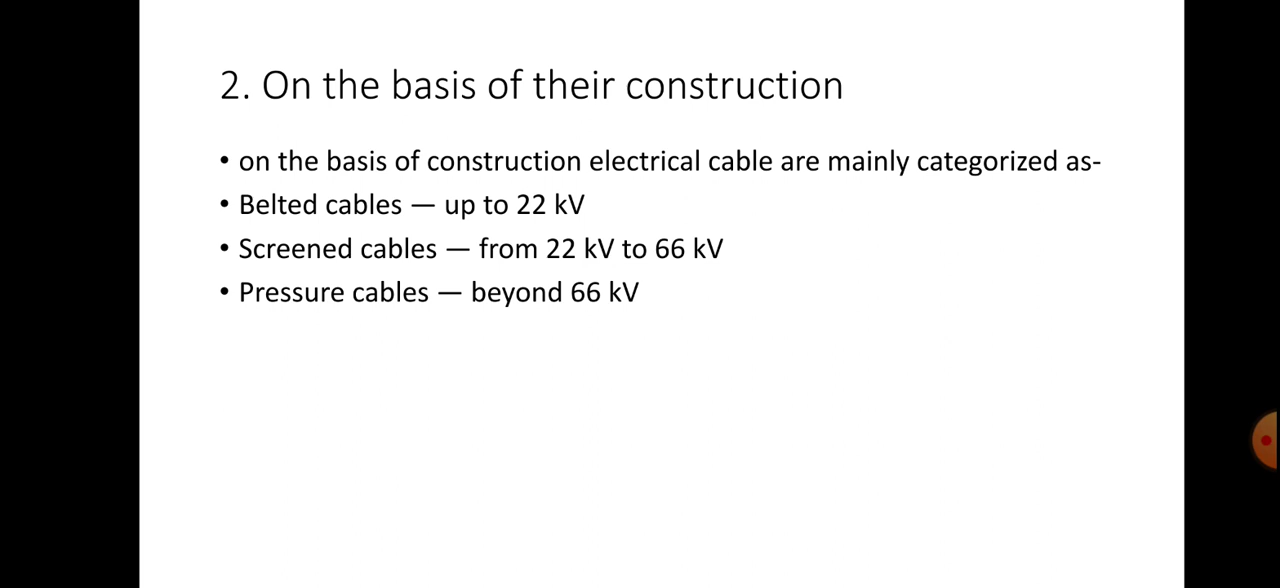 2. On the basis of their construction
• on the basis of construction electrical cable are mainly categorized as-
• Belted cables — up to 22 kV
• Screened cables — from 22 kV to 66 kV
• Pressure cables — beyond 66 kV